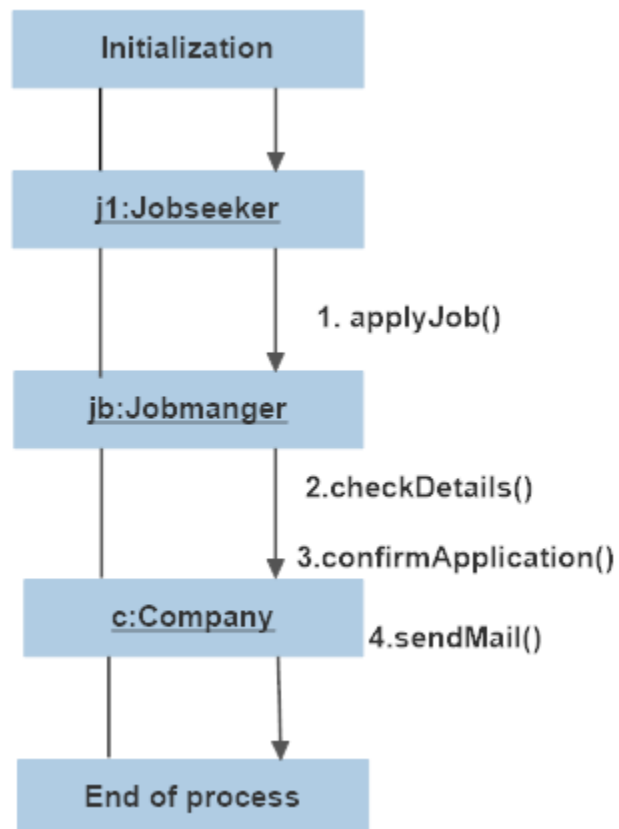 Initialization
j1:Jobseeker
1. applyJob()
jb:Jobmanger
2.checkDetails()
3.confirmApplication()
c:Company
4.sendMail()
End of process